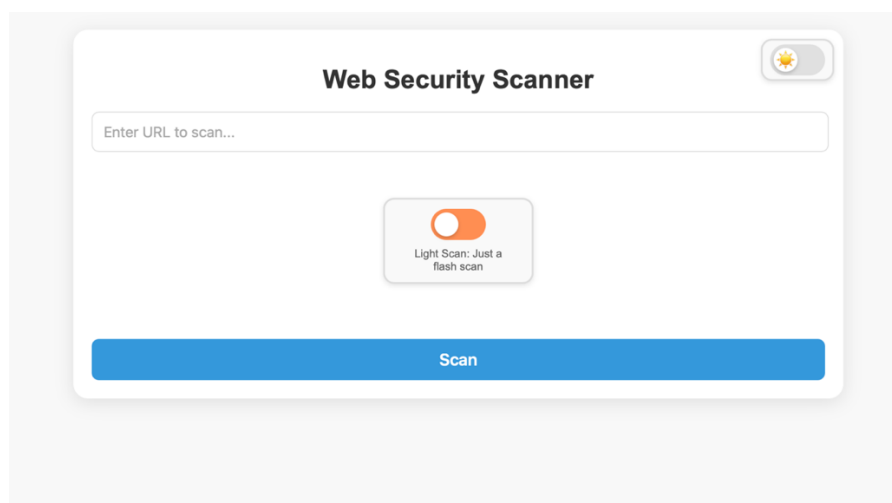 Web Security Scanner
Enter URL to scan...
Light Scan: Just a
flash scan
Scan